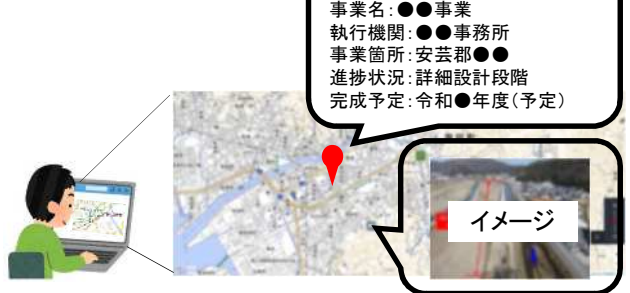 事業名：●●事業
執行機関：●●事務所
事業箇所：安芸郡●●
進捗状況：詳細設計段階
完成予定：令和●年度（予定）
イメージ